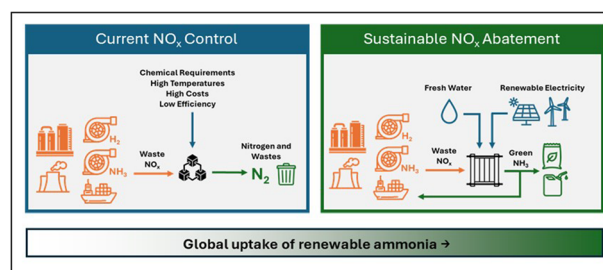 Current NOx Control
Chemical Requirements
High Temperatures
High Costs
Low Efficiency
H2
NH3
Waste
NOx
Nitrogen and
Wastes
N2
Sustainable NOx Abatement
Fresh Water
Renewable Electricity
H2
NH3
Waste
NOx
Green
NH3
Global uptake of renewable ammonia →